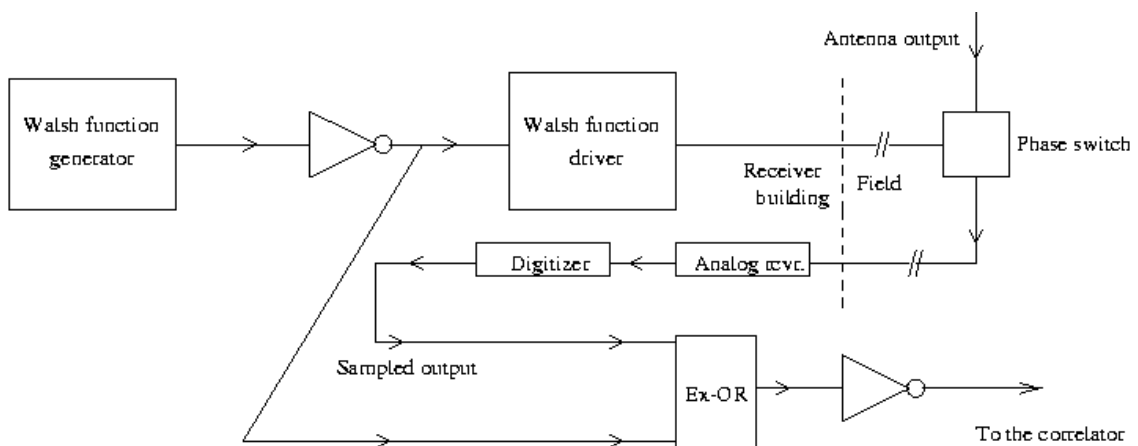 Antenna output
Walsh function
generator
Walsh function
driver
Phase switch
Receiver
building
Field
Digitizer
Analog rcvr.
Sampled output
Ex-OR
To the correlator